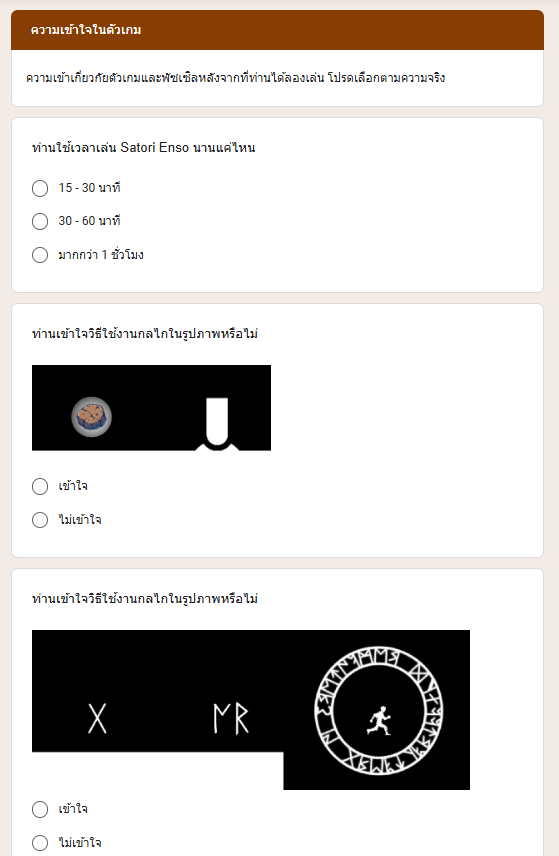 ความเข้าใจในตัวเกม
ความเข้าเกี่ยวกับตัวเกมและพัซเซิลหลังจากที่ท่านได้ลองเล่น โปรดเลือกตามความจริง
ท่านใช้เวลาเล่น Satori Enso นานแค่ไหน
15 - 30 นาที
30 - 60 นาที
มากกว่า 1 ชั่วโมง
ท่านเข้าใจวิธีใช้งานกลไกในรูปภาพหรือไม่
เข้าใจ
ไม่เข้าใจ
ท่านเข้าใจวิธีใช้งานกลไกในรูปภาพหรือไม่
เข้าใจ
ไม่เข้าใจ